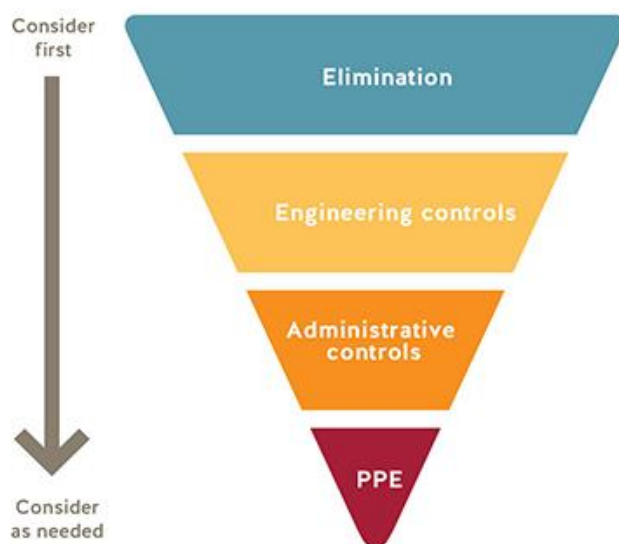 Consider
first
Elimination
Engineering controls
Administrative
controls
PPE
Consider
as needed